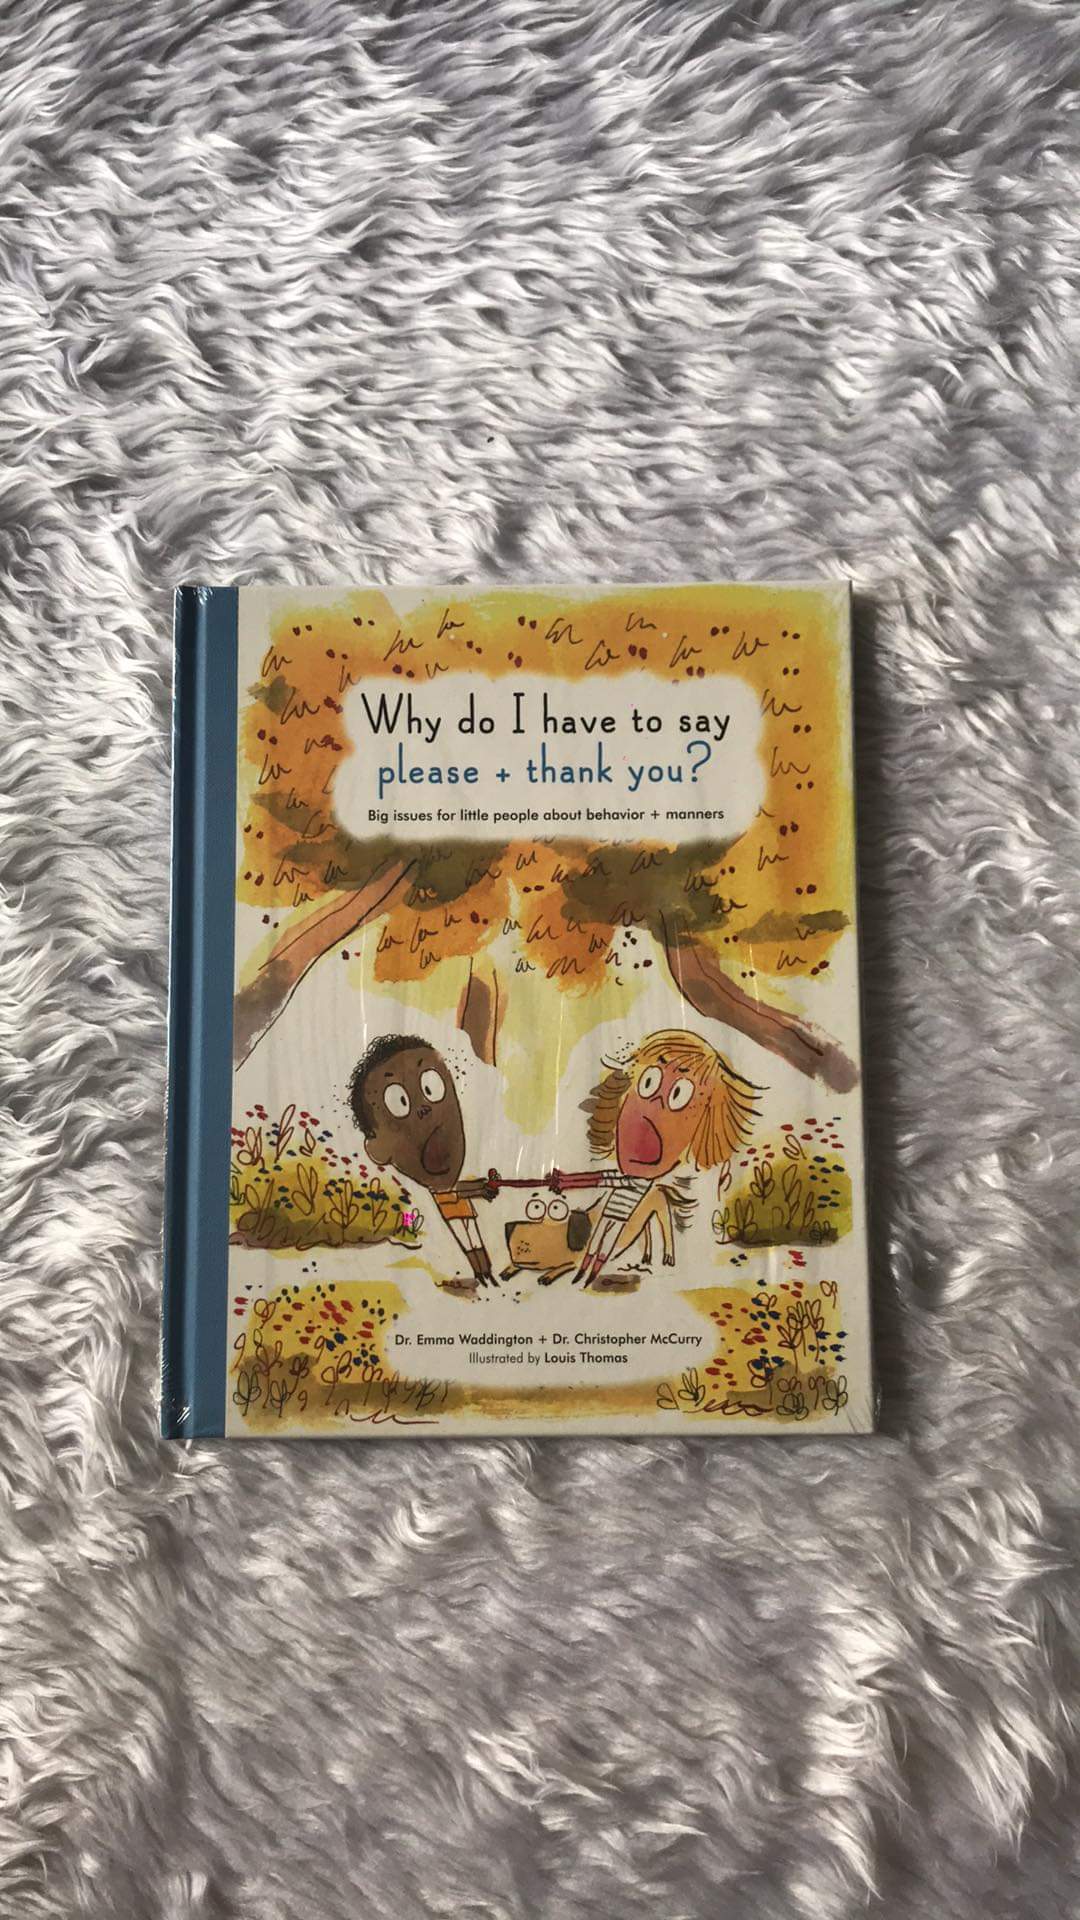 Why do I have to say
please + thank you?
Big issues for little people about behavior + manners
Dr. Emma Waddington + Dr. Christopher McCurry
Illustrated by Louis Thomas